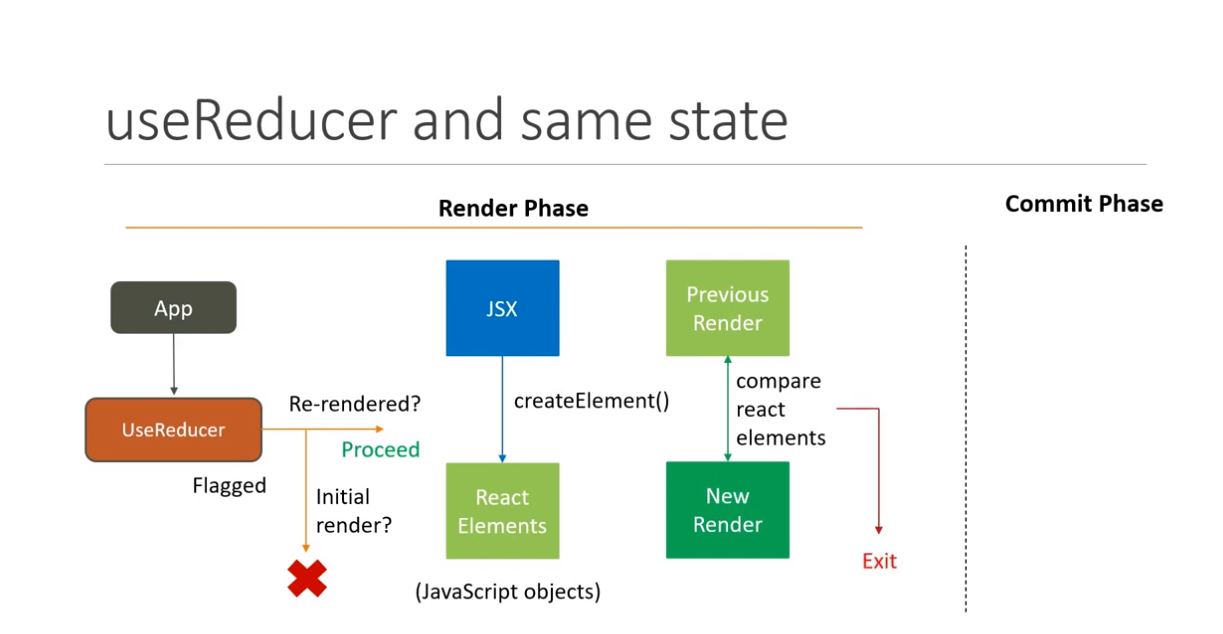 useReducer and same state
Render Phase
Commit Phase
App
UseReducer
Flagged
Re-rendered?
Proceed
Initial
render?
JSX
createElement()
React
Elements
(JavaScript objects)
Previous
Render
compare
react
elements
New
Render
Exit